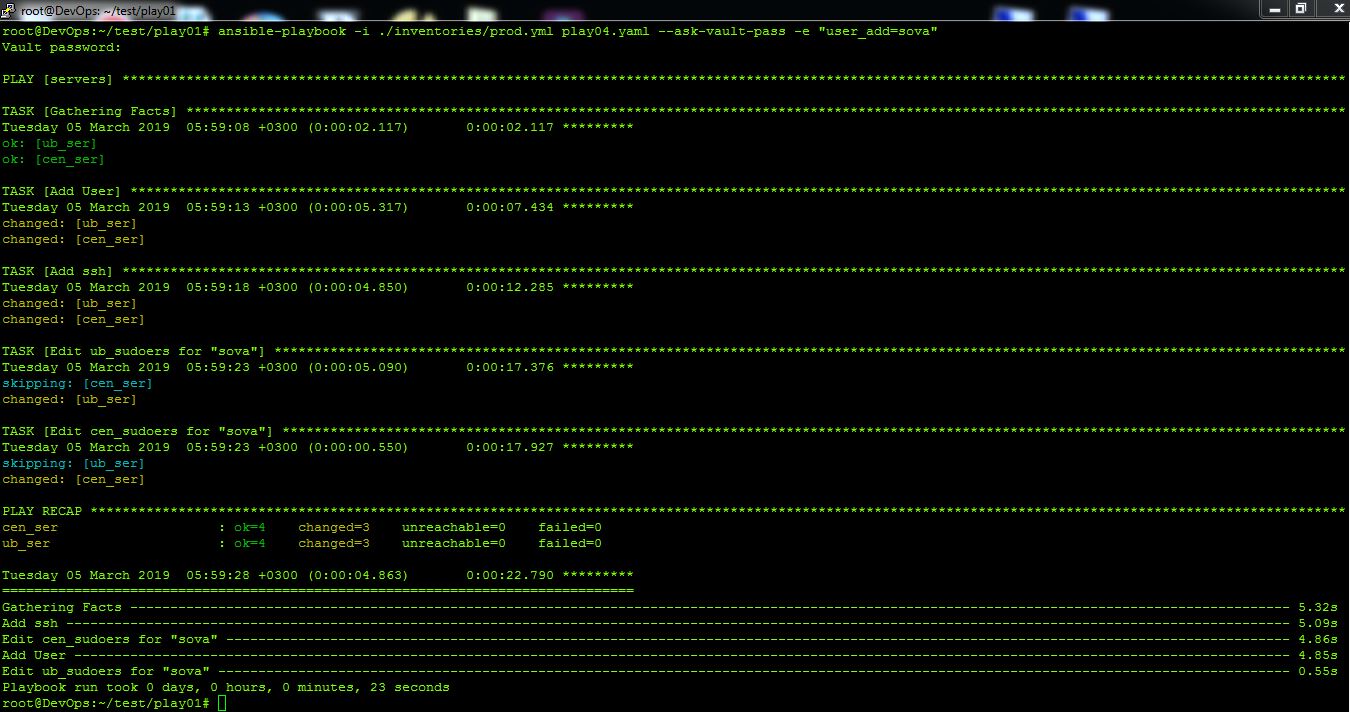 root@DevOps: ~/test/play01
root@DevOps:~/test/play01# ansible-playbook -i ./inventories/prod.yml play04.yaml --ask-vault-pass -e "user_add=sova"
Vault password:
PLAY [servers] *********************************************************************************************************************************************************
TASK [Gathering Facts] *************************************************************************************************************************************************
Tuesday 05 March 2019  05:59:08 +0300 (0:00:02.117)       0:00:02.117 *********
ok: [ub_ser]
ok: [cen_ser]
TASK [Add User] ********************************************************************************************************************************************************
Tuesday 05 March 2019  05:59:13 +0300 (0:00:05.317)       0:00:07.434 *********
changed: [ub_ser]
changed: [cen_ser]
TASK [Add ssh] *********************************************************************************************************************************************************
Tuesday 05 March 2019  05:59:18 +0300 (0:00:04.850)       0:00:12.285 *********
changed: [ub_ser]
changed: [cen_ser]
TASK [Edit ub_sudoers for "sova"] **************************************************************************************************************************************
Tuesday 05 March 2019  05:59:23 +0300 (0:00:05.090)       0:00:17.376 *********
skipping: [cen_ser]
changed: [ub_ser]
TASK [Edit cen_sudoers for "sova"] *************************************************************************************************************************************
Tuesday 05 March 2019  05:59:23 +0300 (0:00:00.550)       0:00:17.927 *********
skipping: [ub_ser]
changed: [cen_ser]
PLAY RECAP *************************************************************************************************************************************************************
cen_ser                    : ok=4    changed=3    unreachable=0    failed=0
ub_ser                     : ok=4    changed=3    unreachable=0    failed=0
Tuesday 05 March 2019  05:59:28 +0300 (0:00:04.863)       0:00:22.790 *********
===============================================================================
Gathering Facts ------------------------------------------------------------------------------------------------------------------------------------------------- 5.32s
Add ssh --------------------------------------------------------------------------------------------------------------------------------------------------------- 5.09s
Edit cen_sudoers for "sova" ------------------------------------------------------------------------------------------------------------------------------------- 4.86s
Add User -------------------------------------------------------------------------------------------------------------------------------------------------------- 4.85s
Edit ub_sudoers for "sova" -------------------------------------------------------------------------------------------------------------------------------------- 0.55s
Playbook run took 0 days, 0 hours, 0 minutes, 23 seconds
root@DevOps:~/test/play01#